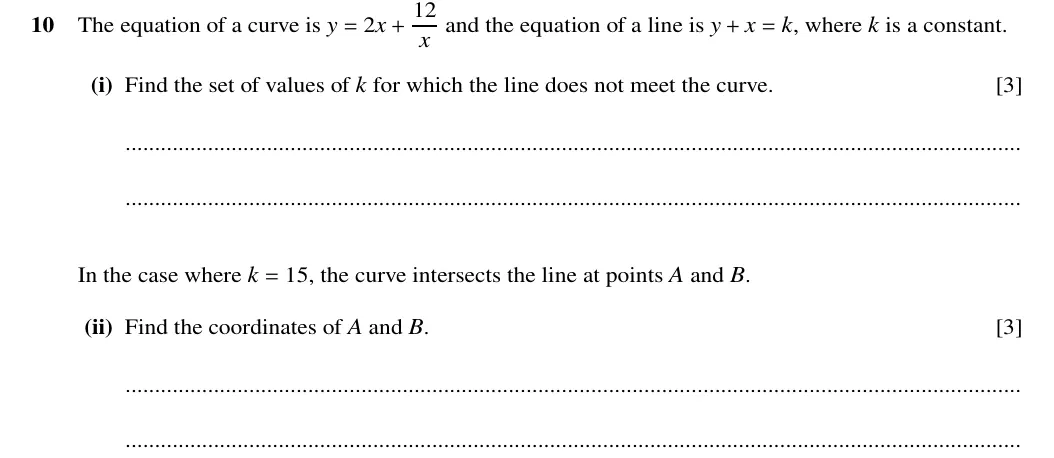 10 The equation of a curve is y = 2x + 12/x and the equation of a line is y + x = k, where k is a constant.
(i) Find the set of values of k for which the line does not meet the curve. [3]
................................................................................
................................................................................
In the case where k = 15, the curve intersects the line at points A and B.
(ii) Find the coordinates of A and B. [3]
................................................................................
................................................................................